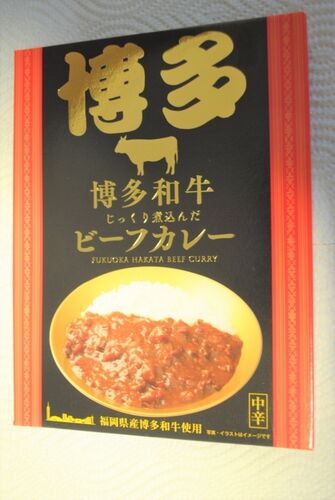 博多
博多和牛
じっくり煮込んだ
ビーフカレー
FUKUOKA HAKATA BEEF CURRY
中辛
福岡県産博多和牛使用
写真・イラストはイメージです